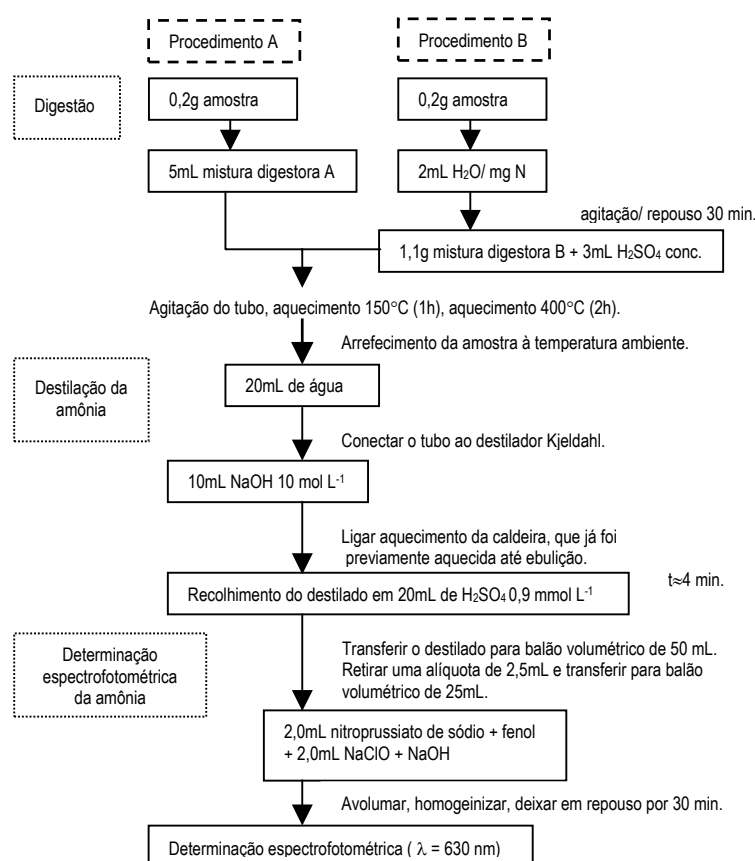 Procedimento A
Procedimento B
Digestão
0,2g amostra
0,2g amostra
5mL mistura digestora A
2mL H₂O/ mg N
agitação/ repouso 30 min.
1,1g mistura digestora B + 3mL H₂SO₄ conc.
Agitação do tubo, aquecimento 150°C (1h), aquecimento 400°C (2h).
Arrefecimento da amostra à temperatura ambiente.
Destilação da
amônia
20mL de água
Conectar o tubo ao destilador Kjeldahl.
10mL NaOH 10 mol L⁻¹
Ligar aquecimento da caldeira, que já foi
previamente aquecida até ebulição.
t≈4 min.
Recolhimento do destilado em 20mL de H₂SO₄ 0,9 mmol L⁻¹
Determinação
espectrofotométrica
da amônia
Transferir o destilado para balão volumétrico de 50 mL.
Retirar uma alíquota de 2,5mL e transferir para balão
volumétrico de 25mL.
2,0mL nitroprussiato de sódio + fenol
+ 2,0mL NaClO + NaOH
Avolumar, homogeinizar, deixar em repouso por 30 min.
Determinação espectrofotométrica ( λ = 630 nm)